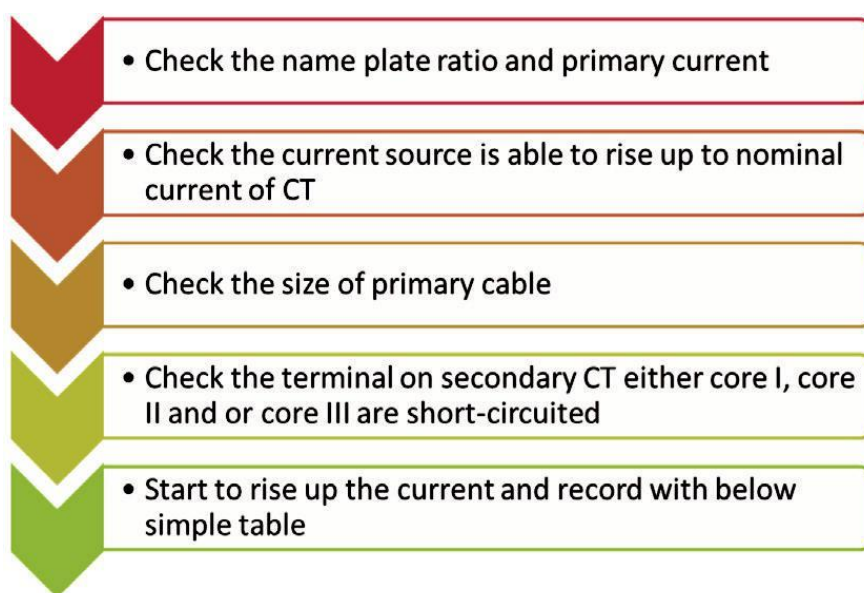 • Check the name plate ratio and primary current
• Check the current source is able to rise up to nominal
current of CT
• Check the size of primary cable
• Check the terminal on secondary CT either core I, core
II and or core III are short-circuited
• Start to rise up the current and record with below
simple table